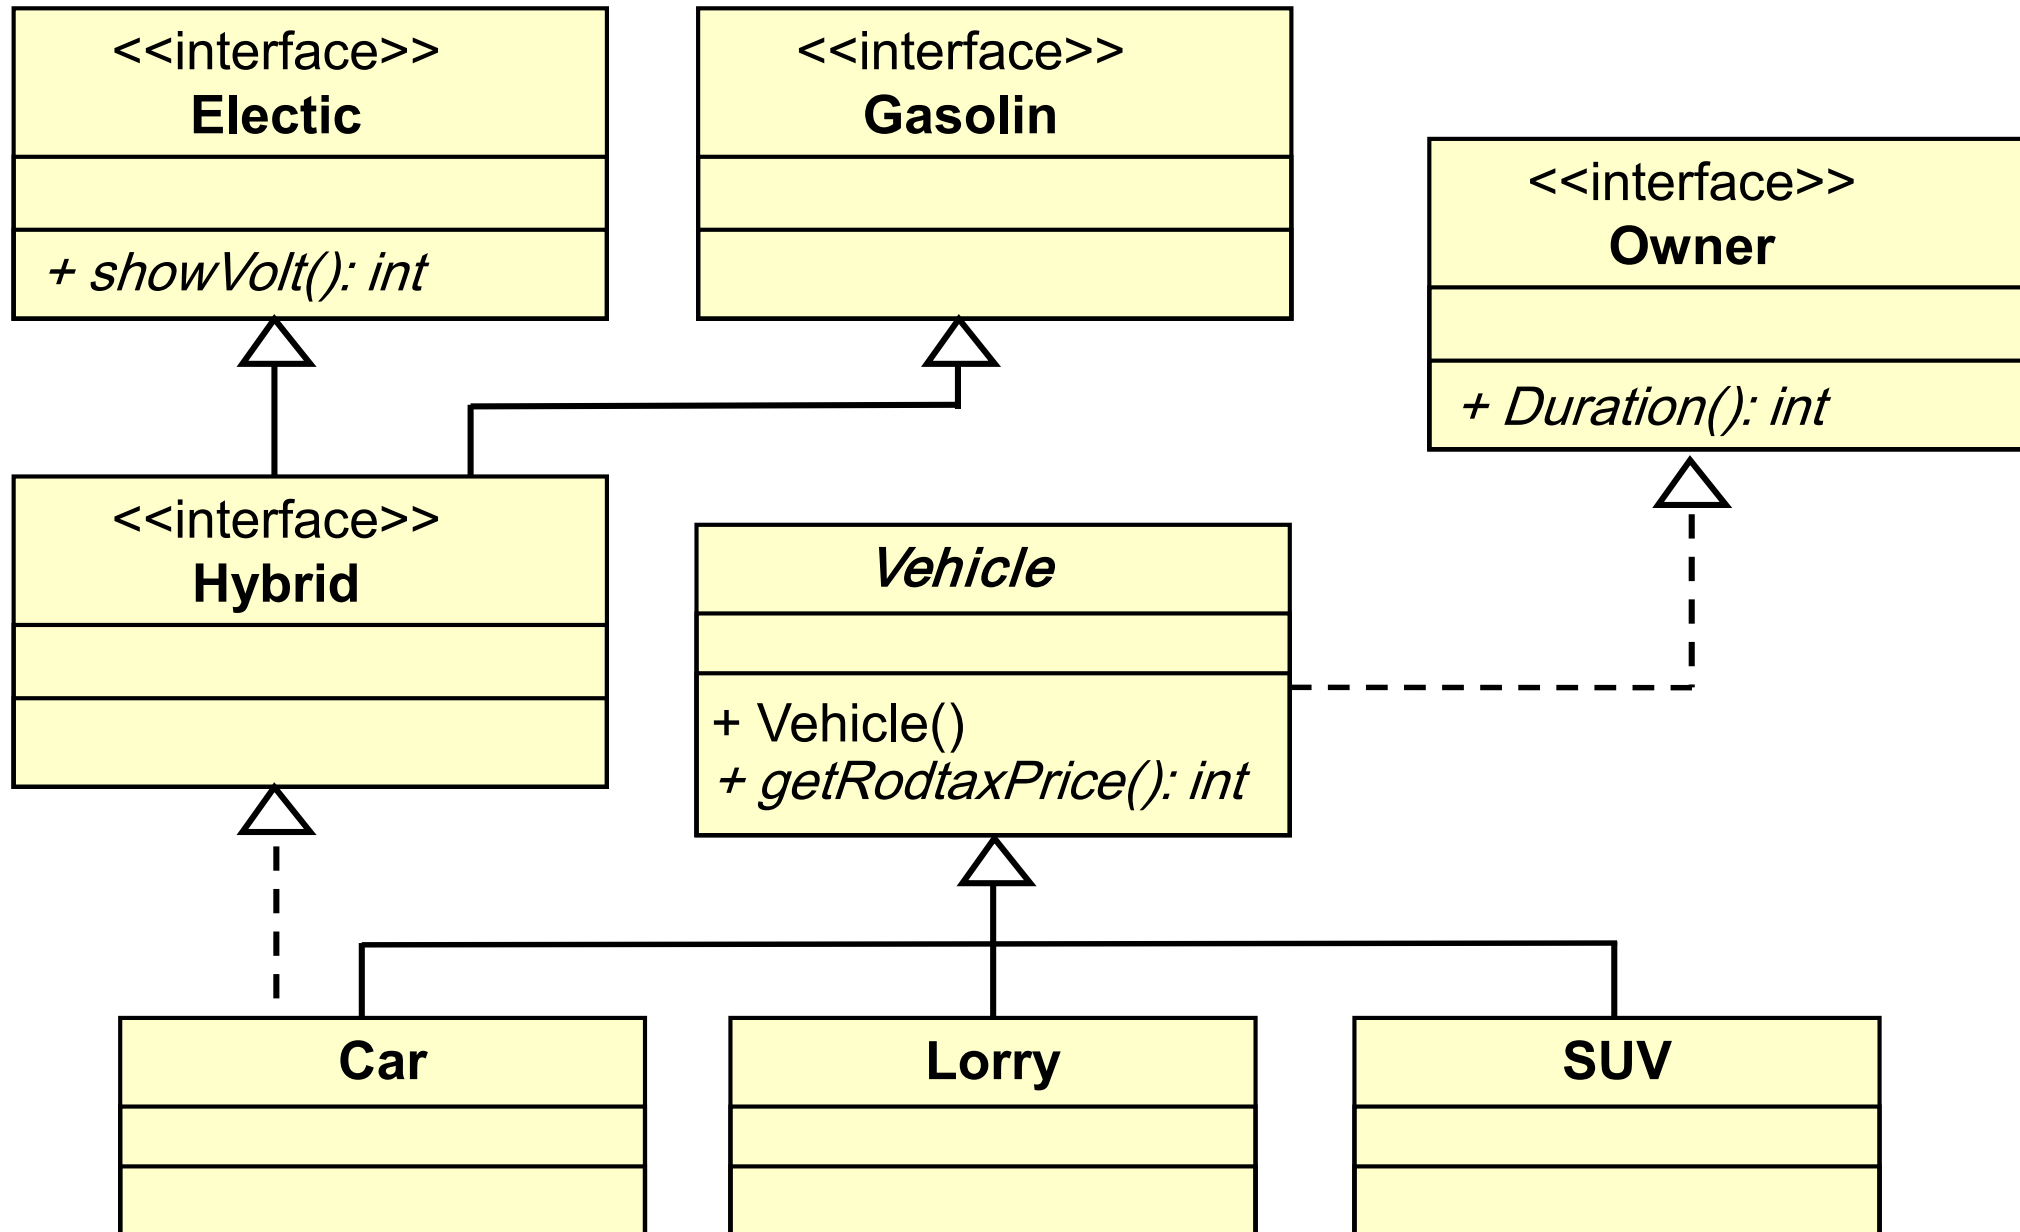 <<interface>>
Electic
+ showVolt(): int
<<interface>>
Gasolin
<<interface>>
Owner
+ Duration(): int
<<interface>>
Hybrid
Vehicle
+ Vehicle()
+ getRodtaxPrice(): int
Car
Lorry
SUV